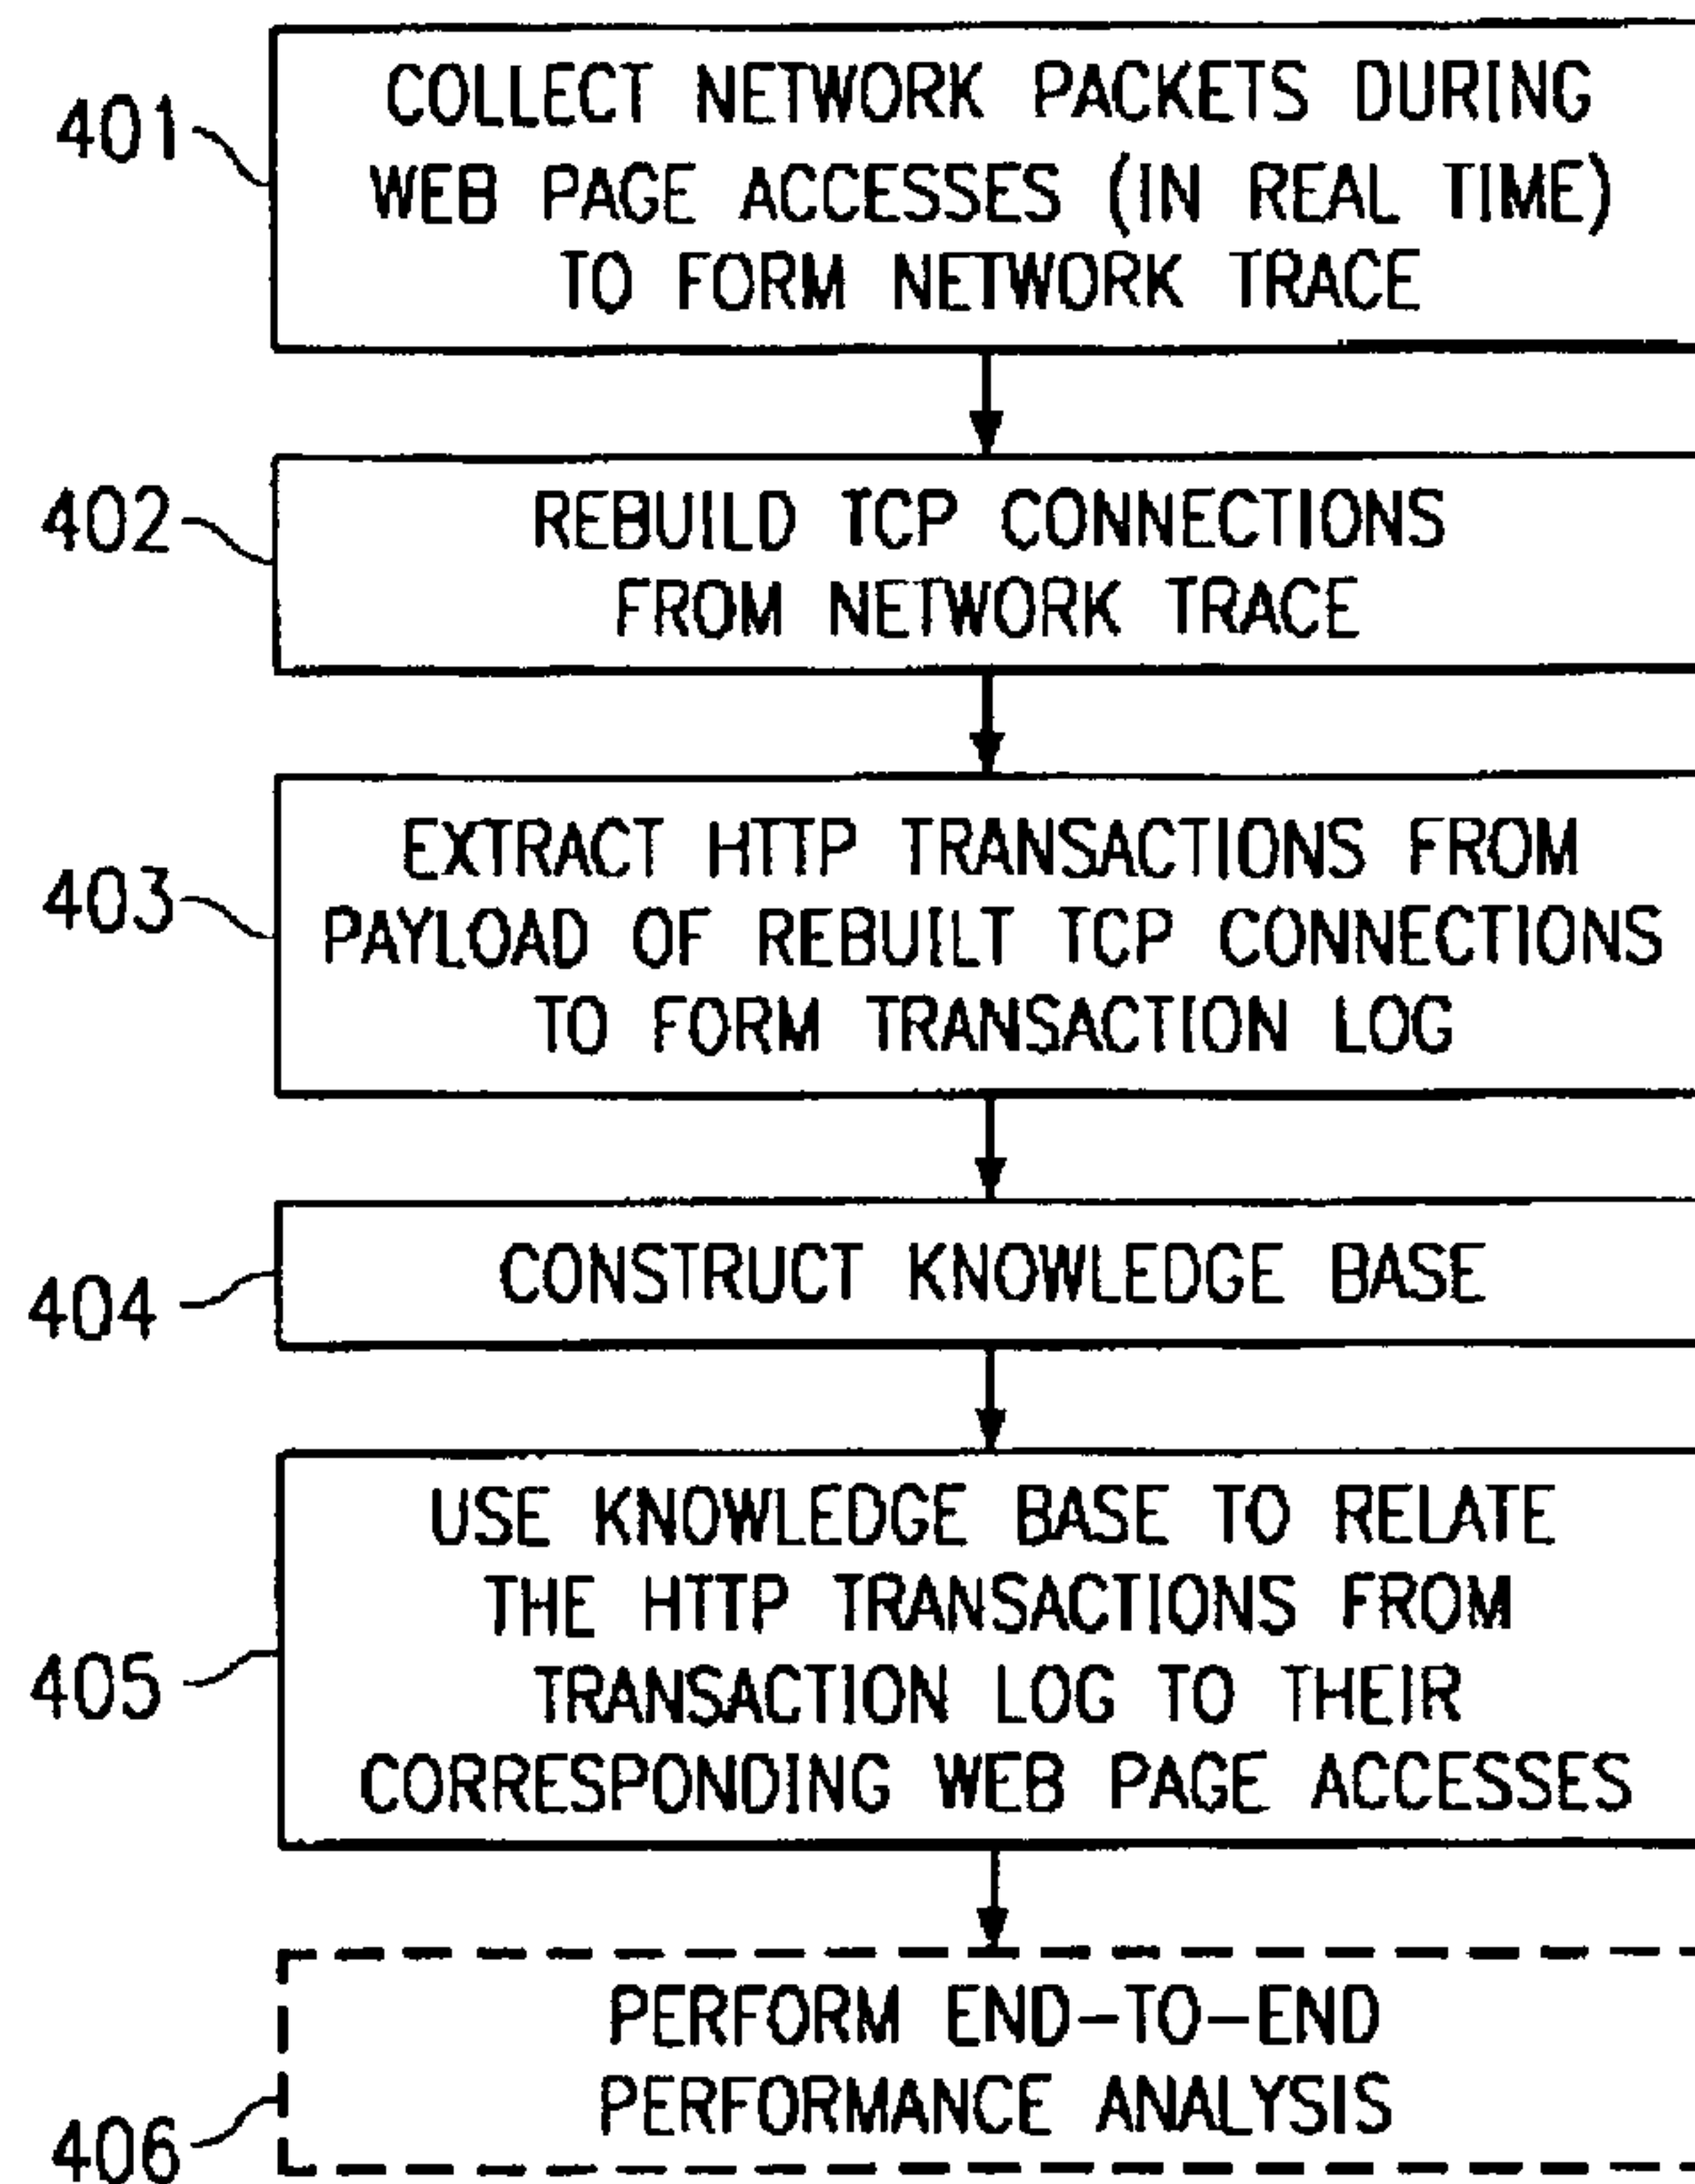 401
COLLECT NETWORK PACKETS DURING
WEB PAGE ACCESSES (IN REAL TIME)
TO FORM NETWORK TRACE
402
REBUILD TCP CONNECTIONS
FROM NETWORK TRACE
403
EXTRACT HTTP TRANSACTIONS FROM
PAYLOAD OF REBUILT TCP CONNECTIONS
TO FORM TRANSACTION LOG
404
CONSTRUCT KNOWLEDGE BASE
405
USE KNOWLEDGE BASE TO RELATE
THE HTTP TRANSACTIONS FROM
TRANSACTION LOG TO THEIR
CORRESPONDING WEB PAGE ACCESSES
406
PERFORM END-TO-END
PERFORMANCE ANALYSIS